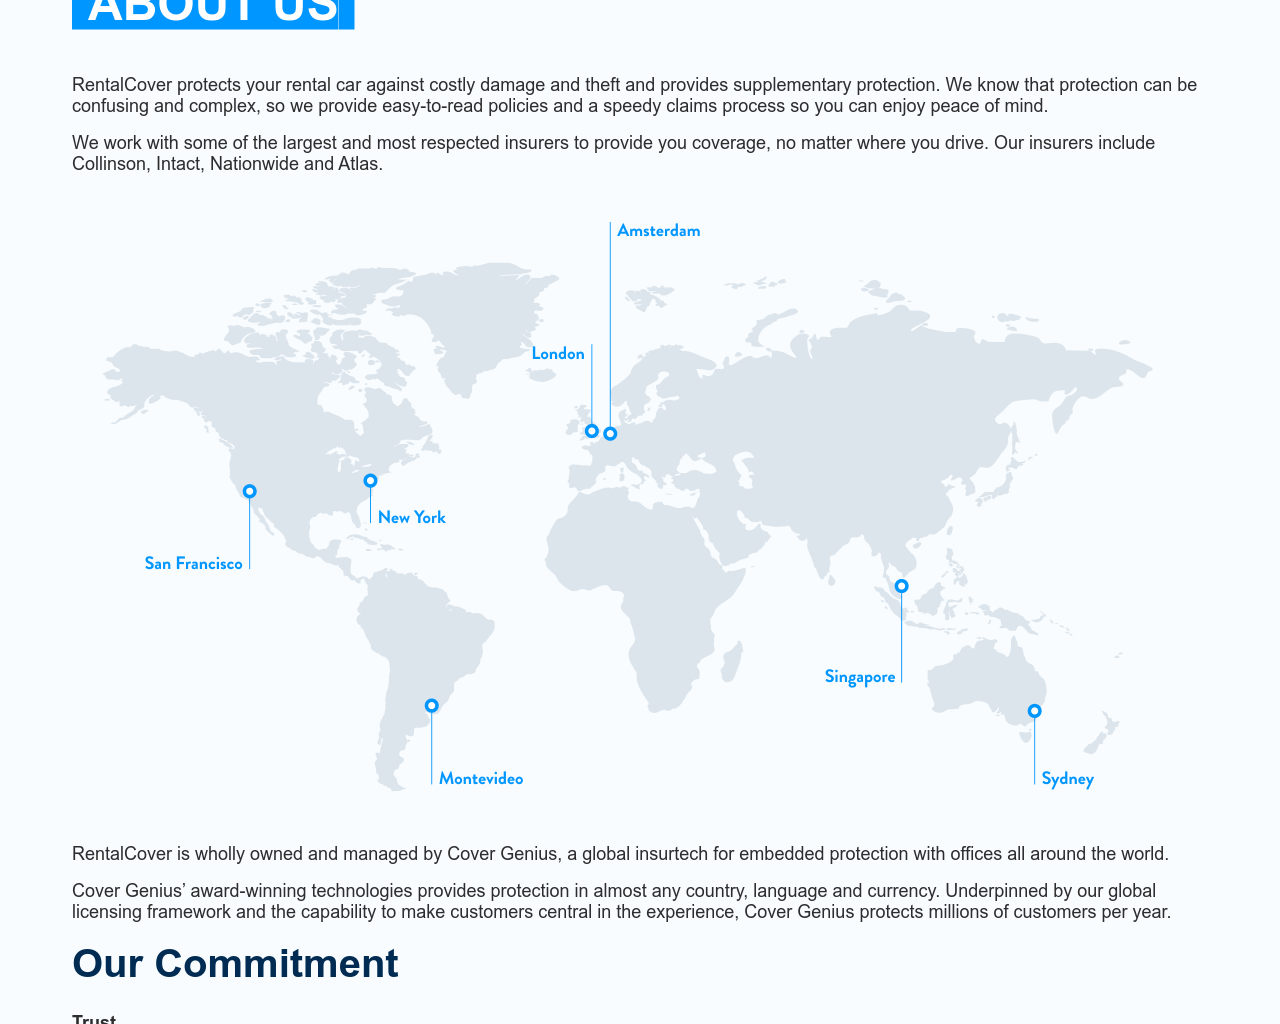 ABOUT US
RentalCover protects your rental car against costly damage and theft and provides supplementary protection. We know that protection can be
confusing and complex, so we provide easy-to-read policies and a speedy claims process so you can enjoy peace of mind.
We work with some of the largest and most respected insurers to provide you coverage, no matter where you drive. Our insurers include
Collinson, Intact, Nationwide and Atlas.
Amsterdam
London
New York
San Francisco
Singapore
Montevideo
Sydney
RentalCover is wholly owned and managed by Cover Genius, a global insurtech for embedded protection with offices all around the world.
Cover Genius’ award-winning technologies provides protection in almost any country, language and currency. Underpinned by our global
licensing framework and the capability to make customers central in the experience, Cover Genius protects millions of customers per year.
Our Commitment
Trust